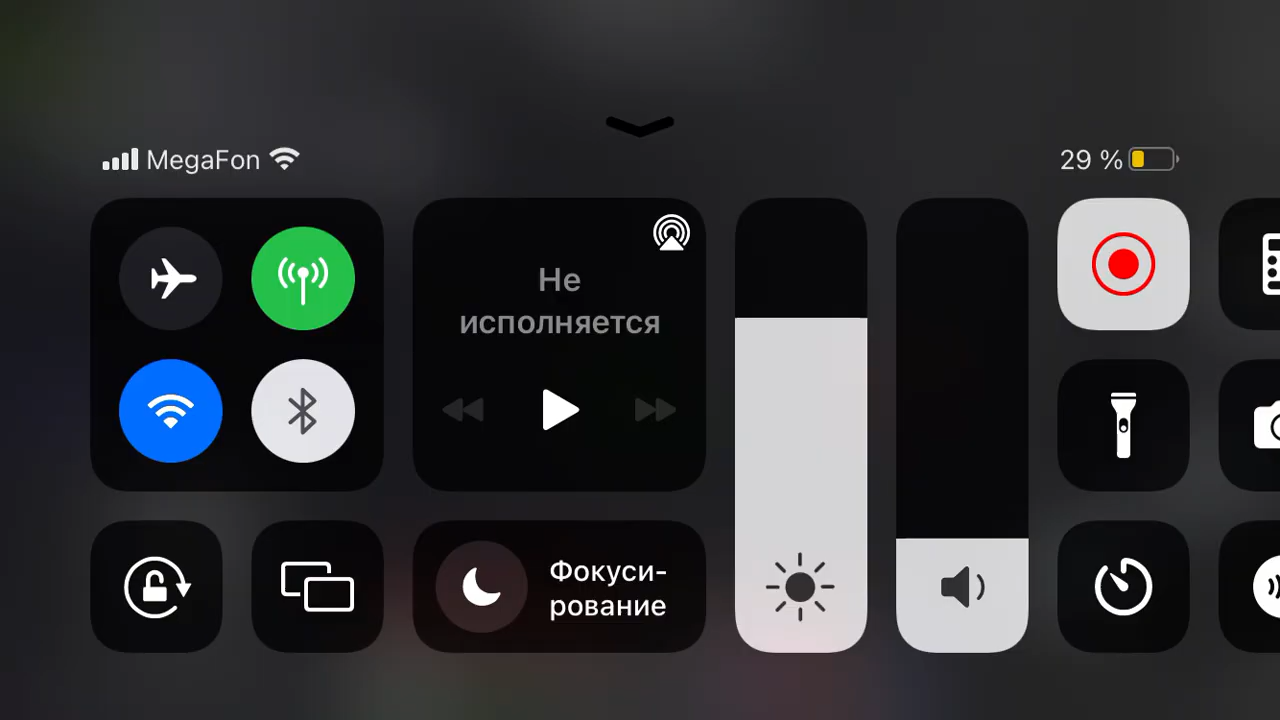 MegaFon
29 %
Не
исполняется
Фокуси-
рование